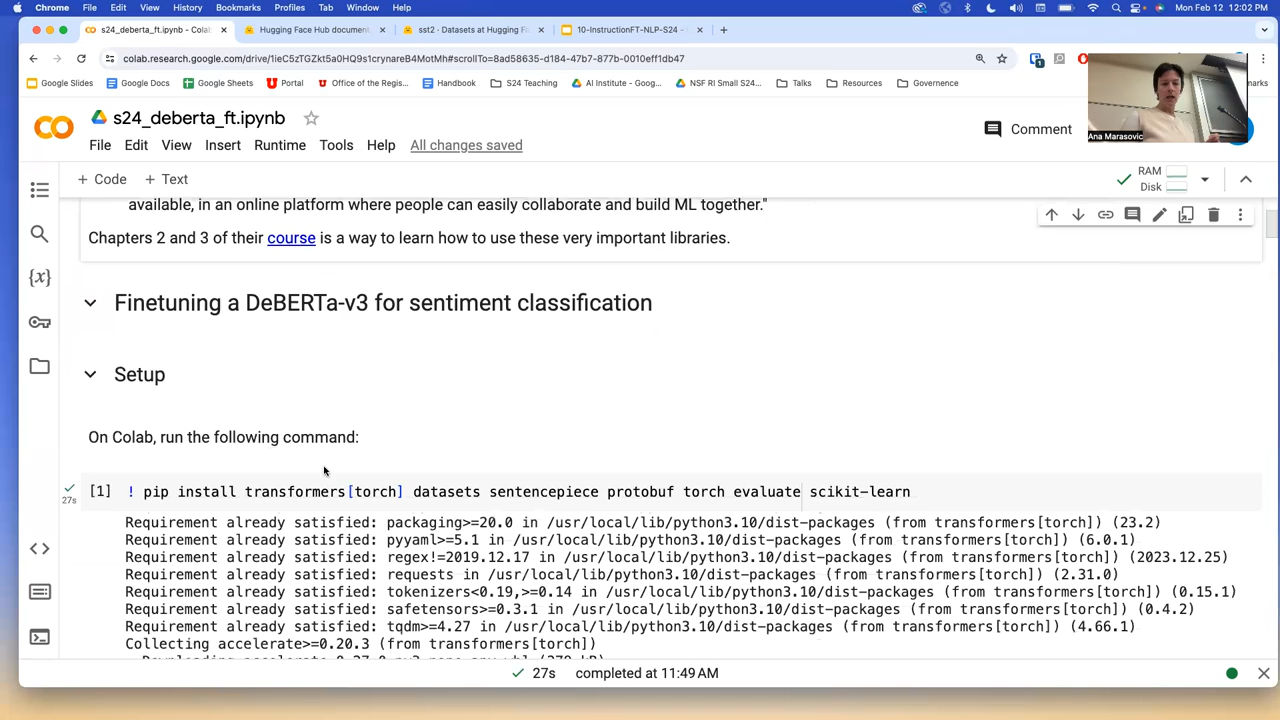 Chrome File Edit View History Bookmarks Profiles Tab Window Help Mon Feb 12 12:02 PM
s24_deberta_ft.ipynb - Colab
Hugging Face Hub document
sst2 · Datasets at Hugging Fa
10-InstructionFT-NLP-S24 -
colab.research.google.com/drive/1ieC5zTGZkt5a0HQ9s1crynareB4MotMh#scrollTo=8ad58635-d184-47b7-877b-0010eff1db47
Google Slides Google Docs Google Sheets Portal Office of the Regis... Handbook S24 Teaching AI Institute - Goog... NSF RI Small S24... Talks Resources Governence
s24_deberta_ft.ipynb
Comment
Ana Marasovic
File Edit View Insert Runtime Tools Help All changes saved
+ Code + Text
RAM
Disk
available, in an online platform where people can easily collaborate and build ML together."
Chapters 2 and 3 of their course is a way to learn how to use these very important libraries.
Finetuning a DeBERTa-v3 for sentiment classification
Setup
On Colab, run the following command:
[1] ! pip install transformers[torch] datasets sentencepiece protobuf torch evaluate scikit-learn
27s
Requirement already satisfied: packaging>=20.0 in /usr/local/lib/python3.10/dist-packages (from transformers[torch]) (23.2)
Requirement already satisfied: pyyaml>=5.1 in /usr/local/lib/python3.10/dist-packages (from transformers[torch]) (6.0.1)
Requirement already satisfied: regex!=2019.12.17 in /usr/local/lib/python3.10/dist-packages (from transformers[torch]) (2023.12.25)
Requirement already satisfied: requests in /usr/local/lib/python3.10/dist-packages (from transformers[torch]) (2.31.0)
Requirement already satisfied: tokenizers<0.19,>=0.14 in /usr/local/lib/python3.10/dist-packages (from transformers[torch]) (0.15.1)
Requirement already satisfied: safetensors>=0.3.1 in /usr/local/lib/python3.10/dist-packages (from transformers[torch]) (0.4.2)
Requirement already satisfied: tqdm>=4.27 in /usr/local/lib/python3.10/dist-packages (from transformers[torch]) (4.66.1)
Collecting accelerate>=0.20.3 (from transformers[torch])
27s completed at 11:49 AM